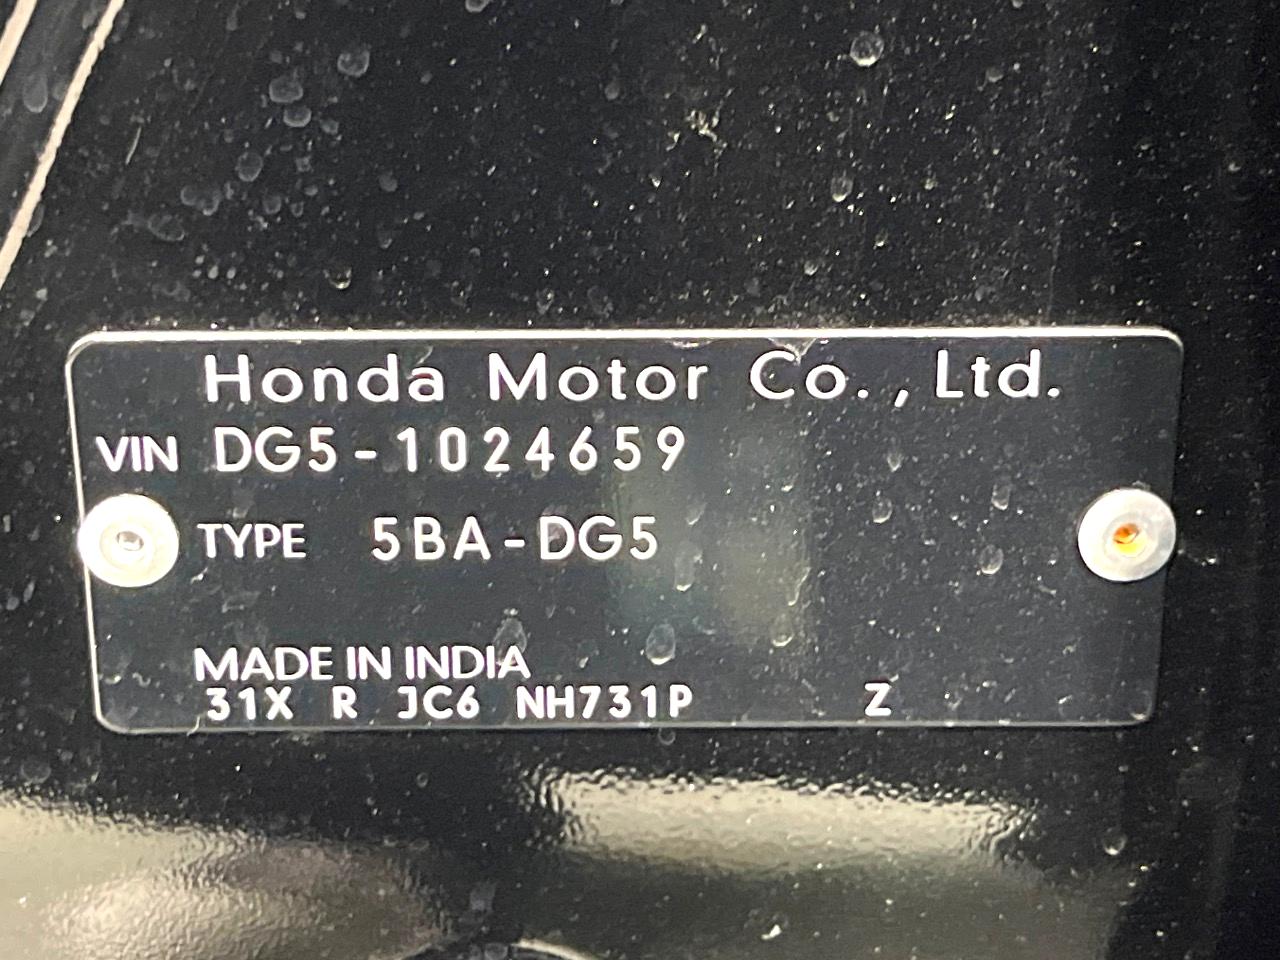 Honda Motor Co., Ltd.
VIN DG5-1024659
TYPE 5BA-DG5
MADE IN INDIA
31X R JC6 NH731P Z